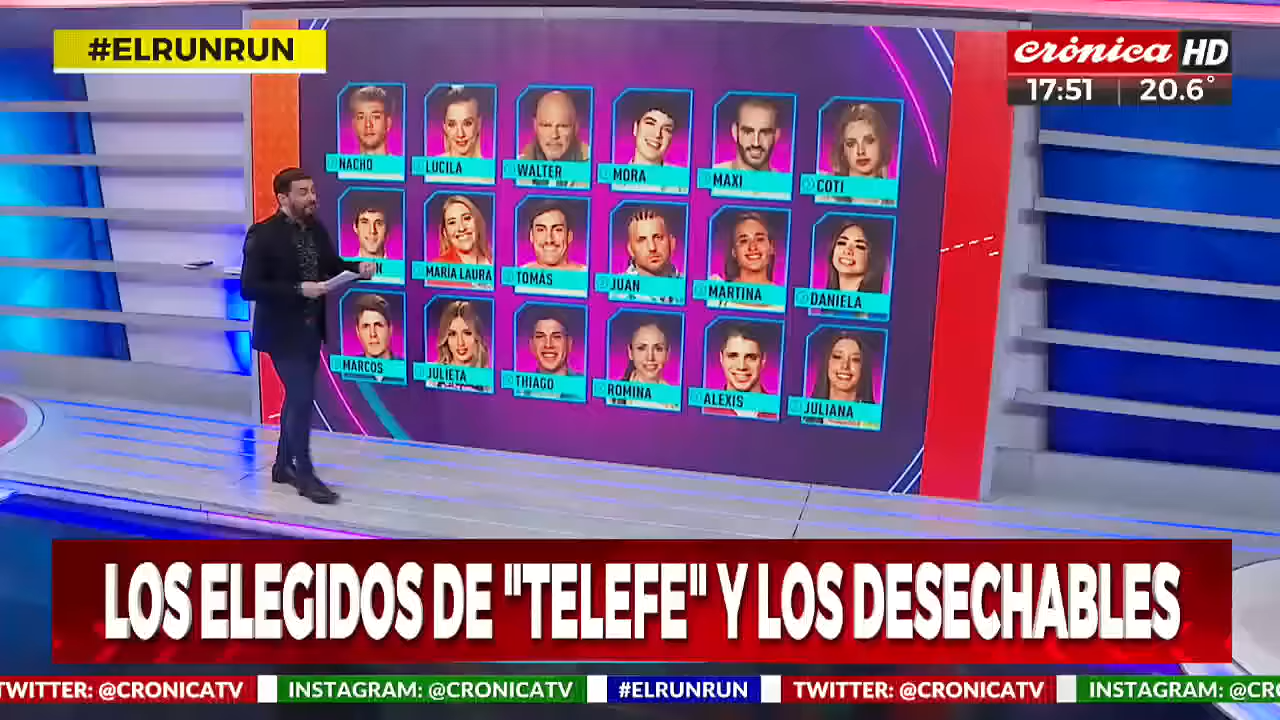 #ELRUNRUN
crónica HD
17:51 20.6°
NACHO
LUCILA
WALTER
MORA
MAXI
COTI
MARÍA LAURA
TOMÁS
JUAN
MARTINA
DANIELA
MARCOS
JULIETA
THIAGO
ROMINA
ALEXIS
JULIANA
LOS ELEGIDOS DE "TELEFE" Y LOS DESECHABLES
TWITTER: @CRONICATV INSTAGRAM: @CRONICATV #ELRUNRUN TWITTER: @CRONICATV INSTAGRAM: @CRO